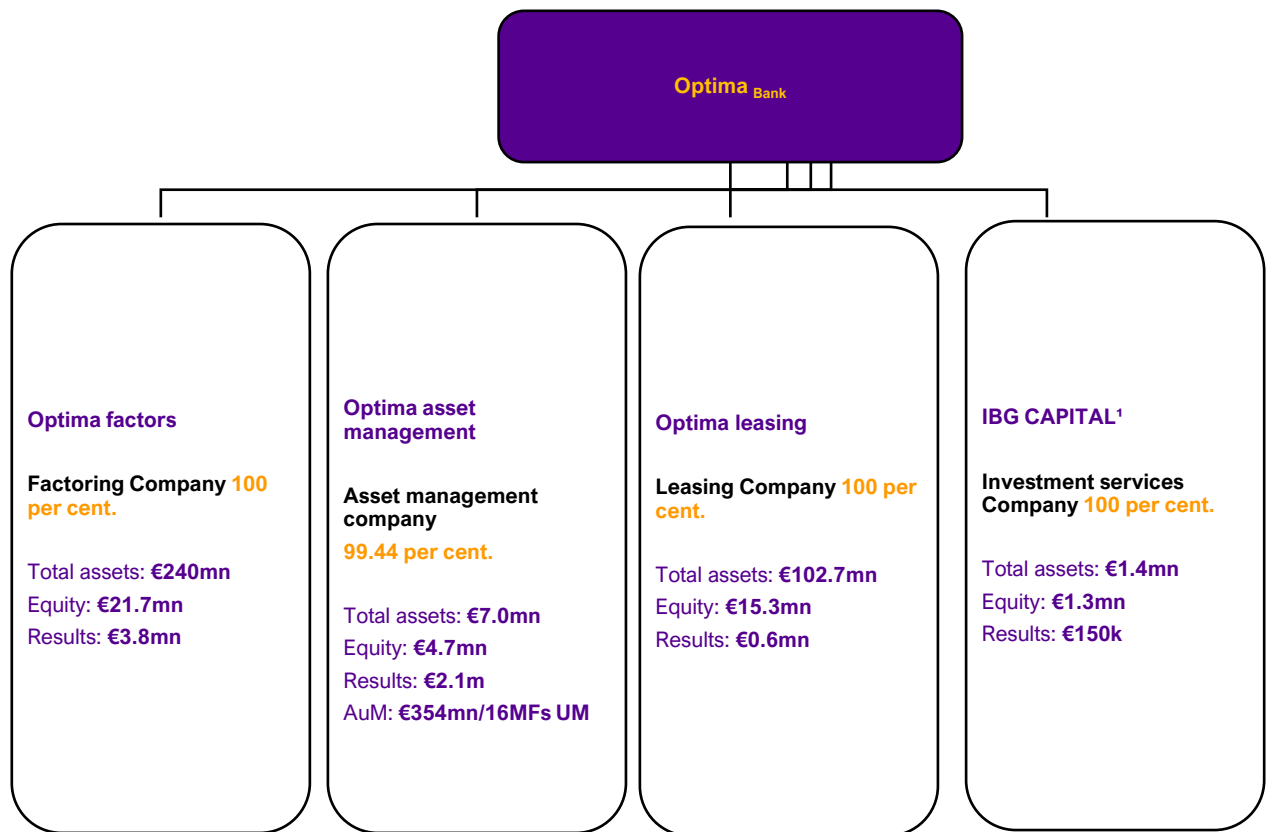 Optima Bank
Optima factors
Factoring Company 100
per cent.
Total assets: €240mn
Equity: €21.7mn
Results: €3.8mn
Optima asset
management
Asset management
company
99.44 per cent.
Total assets: €7.0mn
Equity: €4.7mn
Results: €2.1m
AuM: €354mn/16MFs UM
Optima leasing
Leasing Company 100 per
cent.
Total assets: €102.7mn
Equity: €15.3mn
Results: €0.6mn
IBG CAPITAL¹
Investment services
Company 100 per cent.
Total assets: €1.4mn
Equity: €1.3mn
Results: €150k